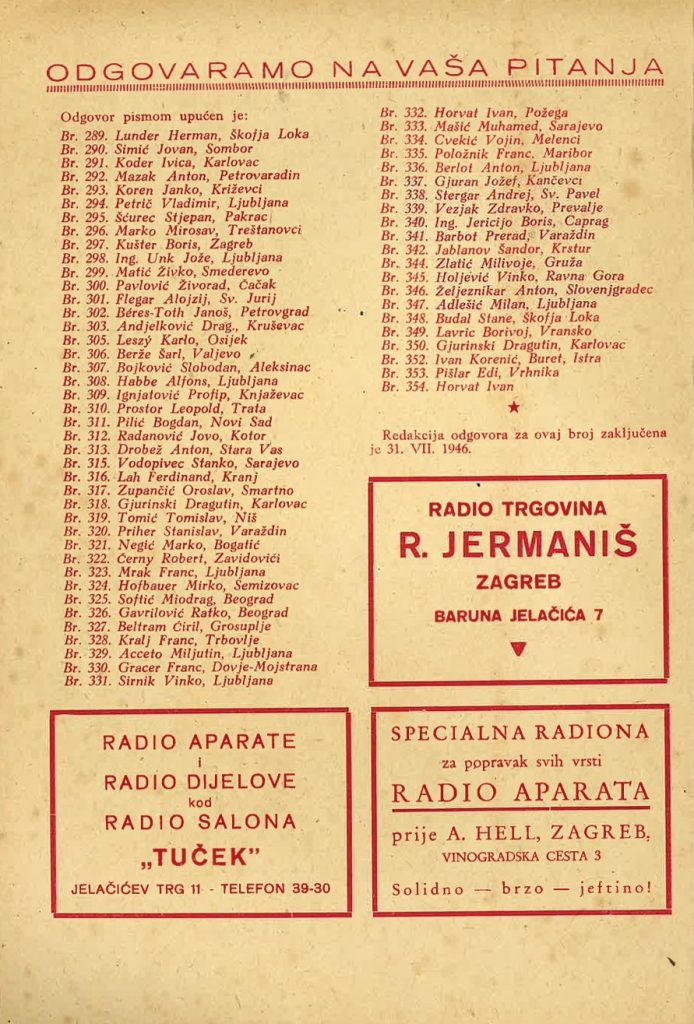 ODGOVARAMO NA VAŠA PITANJA
Odgovor pismom upućen je:
Br. 289. Lunder Herman, Škofja Loka
Br. 290. Simić Jovan, Sombor
Br. 291. Koder Ivica, Karlovac
Br. 292. Mazak Anton, Petrovaradin
Br. 293. Koren Janko, Križevci
Br. 294. Petrič Vladimir, Ljubljana
Br. 295. Šćurec Stjepan, Pakrac
Br. 296. Marko Mirosav, Treštanovci
Br. 297. Kušter Boris, Zagreb
Br. 298. Ing. Unk Jože, Ljubljana
Br. 299. Matić Živko, Smederevo
Br. 300. Pavlović Živorad, Čačak
Br. 301. Flegar Alojzij, Sv. Jurij
Br. 302. Béres-Toth Janoš, Petrovgrad
Br. 303. Andjelković Drag., Kruševac
Br. 305. Leszý Karlo, Osijek
Br. 306. Berže Šarl, Valjevo
Br. 307. Bojković Slobodan, Aleksinac
Br. 308. Habbe Alfons, Ljubljana
Br. 309. Ignjatović Profip, Knjaževac
Br. 310. Prostor Leopold, Trata
Br. 311. Pilić Bogdan, Novi Sad
Br. 312. Radanović Jovo, Kotor
Br. 313. Drobež Anton, Stara Vas
Br. 315. Vodopivec Stanko, Sarajevo
Br. 316. Lah Ferdinand, Kranj
Br. 317. Zupančić Oroslav, Smartno
Br. 318. Gjurinski Dragutin, Karlovac
Br. 319. Tomić Tomislav, Niš
Br. 320. Priher Stanislav, Varaždin
Br. 321. Negić Marko, Bogatić
Br. 322. Černy Robert, Zavidovići
Br. 323. Mrak Franc, Ljubljana
Br. 324. Hofbauer Mirko, Semizovac
Br. 325. Softić Miodrag, Beograd
Br. 326. Gavrilović Ratko, Beograd
Br. 327. Beltram Ćiril, Grosuplje
Br. 328. Kralj Franc, Trbovlje
Br. 329. Acceto Miljutin, Ljubljana
Br. 330. Gracer Franc, Dovje-Mojstrana
Br. 331. Sirnik Vinko, Ljubljana
Br. 332. Horvat Ivan, Požega
Br. 333. Mašić Muhamed, Sarajevo
Br. 334. Cvekić Vojin, Melenci
Br. 335. Položnik Franc, Maribor
Br. 336. Berlot Anton, Ljubljana
Br. 337. Gjuran Jožef, Kančevci
Br. 338. Stergar Andrej, Sv. Pavel
Br. 339. Vezjak Zdravko, Prevalje
Br. 340. Ing. Jericijo Boris, Caprag
Br. 341. Barbot Prerad, Varaždin
Br. 342. Jablanov Šandor, Krstur
Br. 344. Zlatić Milivoje, Gruža
Br. 345. Holjević Vinko, Ravna Gora
Br. 346. Željeznikar Anton, Slovenjgradec
Br. 347. Adlešić Milan, Ljubljana
Br. 348. Budal Stane, Škofja Loka
Br. 349. Lavric Borivoj, Vransko
Br. 350. Gjurinski Dragutin, Karlovac
Br. 352. Ivan Korenić, Buret, Istra
Br. 353. Pišlar Edi, Vrhnika
Br. 354. Horvat Ivan
Redakcija odgovora za ovaj broj zaključena
je 31. VII. 1946.
RADIO TRGOVINA
R. JERMANIŠ
ZAGREB
BARUNA JELAČIĆA 7
RADIO APARATE
i
RADIO DIJELOVE
kod
RADIO SALONA
„TUČEK”
JELAČIĆEV TRG 11 - TELEFON 39-30
SPECIALNA RADIONA
za popravak svih vrsti
RADIO APARATA
prije A. HELL, ZAGREB,
VINOGRADSKA CESTA 3
Solidno — brzo — jeftino!